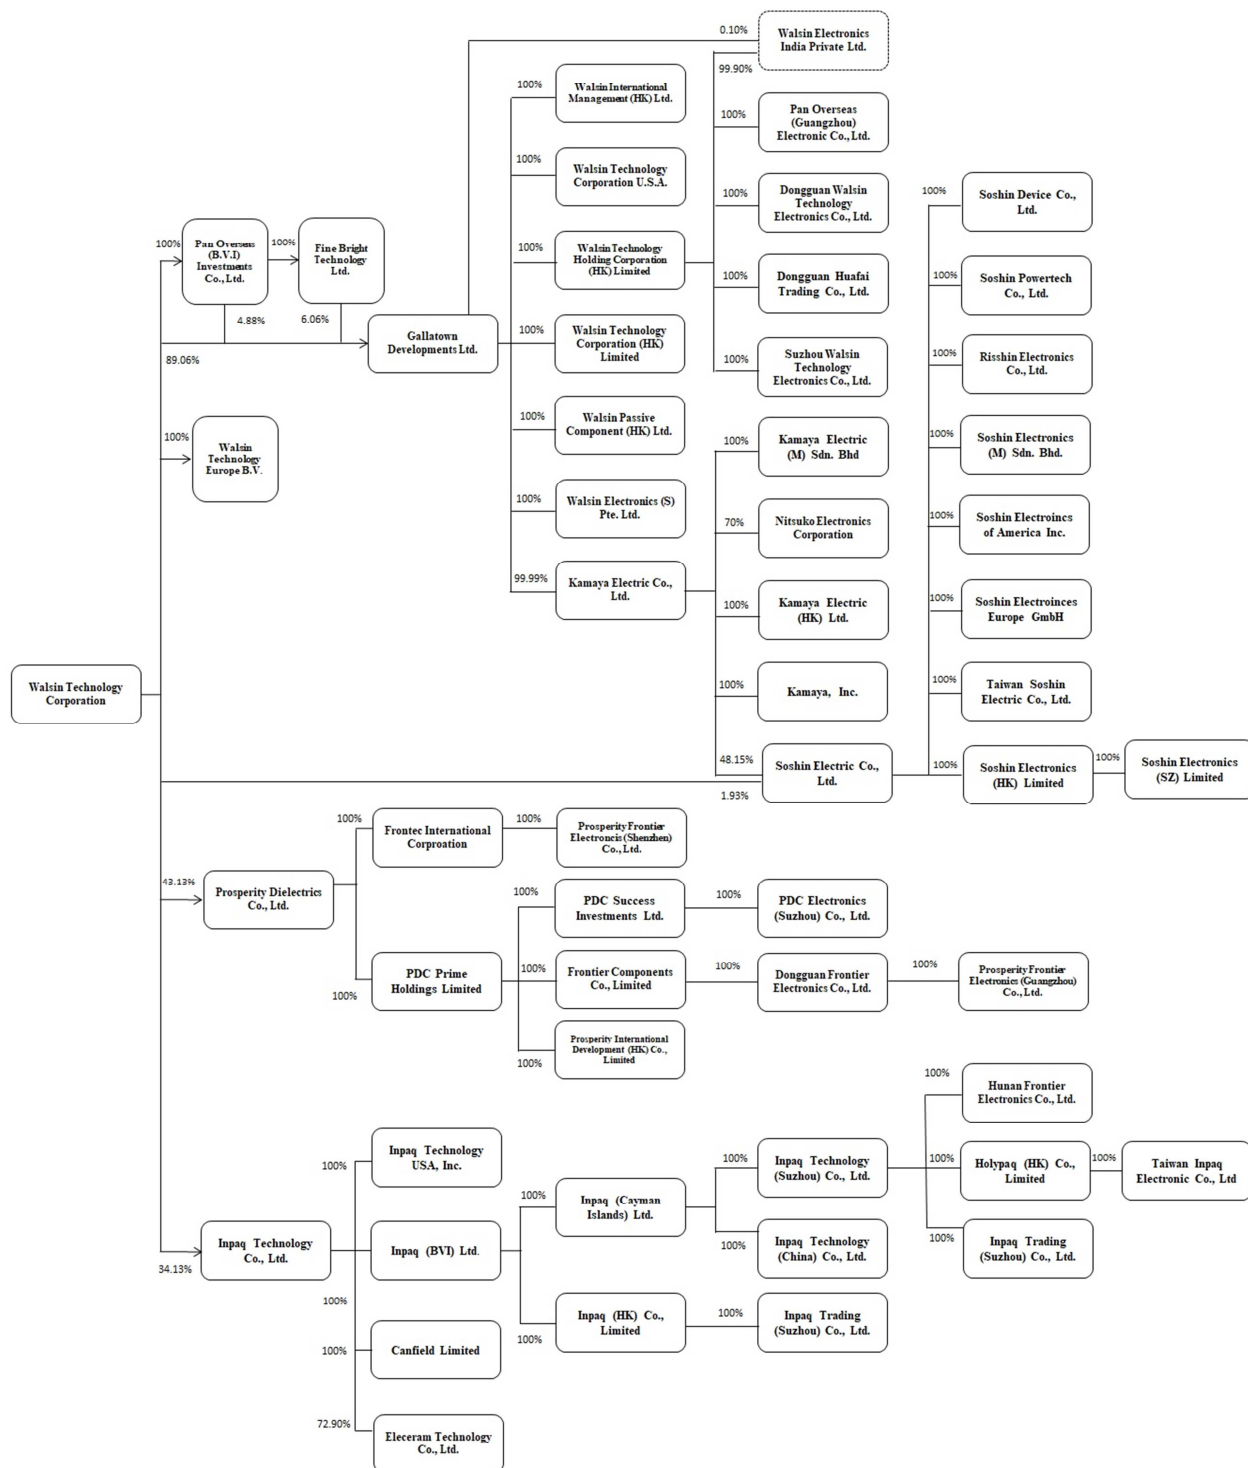 0.10%
Walsin Electronics
India Private Ltd.
99.90%
100%
Walsin International
Management (HK) Ltd.
100%
Pan Overseas
(Guangzhou)
Electronic Co., Ltd.
100%
Walsin Technology
Corporation U.S.A.
100%
Dongguan Walsin
Technology
Electronics Co., Ltd.
100%
Soshin Device Co.,
Ltd.
100%
Pan Overseas
(B.V.I)
Investments
Co., Ltd.
100%
Fine Bright
Technology
Ltd.
100%
Walsin Technology
Holding Corporation
(HK) Limited
100%
Dongguan Huafai
Trading Co., Ltd.
100%
Soshin Powertech
Co., Ltd.
4.88%
6.06%
89.06%
Gallatown
Developments Ltd.
100%
Walsin Technology
Corporation (HK)
Limited
100%
Suzhou Walsin
Technology
Electronics Co., Ltd.
100%
Risshin Electronics
Co., Ltd.
100%
Walsin
Technology
Europe B.V.
100%
Walsin Passive
Component (HK) Ltd.
100%
Kamaya Electric
(M) Sdn. Bhd
100%
Soshin Electronics
(M) Sdn. Bhd.
100%
Walsin Electronics (S)
Pte. Ltd.
70%
Nitsuko Electronics
Corporation
100%
Soshin Electroincs
of America Inc.
99.99%
Kamaya Electric Co.,
Ltd.
100%
Kamaya Electric
(HK) Ltd.
100%
Soshin Electroinces
Europe GmbH
Walsin Technology
Corporation
100%
Kamaya, Inc.
100%
Taiwan Soshin
Electric Co., Ltd.
48.15%
1.93%
Soshin Electric Co.,
Ltd.
100%
Soshin Electronics
(HK) Limited
100%
Soshin Electronics
(SZ) Limited
43.13%
Prosperity Dielectrics
Co., Ltd.
100%
Frontec International
Corproation
100%
Prosperity Frontier
Electroncis (Shenzhen)
Co., Ltd.
100%
PDC Prime
Holdings Limited
100%
PDC Success
Investments Ltd.
100%
PDC Electronics
(Suzhou) Co., Ltd.
100%
Frontier Components
Co., Limited
100%
Dongguan Frontier
Electronics Co., Ltd.
100%
Prosperity Frontier
Electronics (Guangzhou)
Co., Ltd.
100%
Prosperity International
Development (HK) Co.,
Limited
34.13%
Inpaq Technology
Co., Ltd.
100%
Inpaq Technology
USA, Inc.
100%
Inpaq (BVI) Ltd.
100%
Inpaq (Cayman
Islands) Ltd.
100%
Inpaq Technology
(Suzhou) Co., Ltd.
100%
Hunan Frontier
Electronics Co., Ltd.
100%
Holypaq (HK) Co.,
Limited
100%
Taiwan Inpaq
Electronic Co., Ltd
100%
Inpaq Technology
(China) Co., Ltd.
100%
Inpaq Trading
(Suzhou) Co., Ltd.
100%
Inpaq (HK) Co.,
Limited
100%
Inpaq Trading
(Suzhou) Co., Ltd.
100%
100%
Canfield Limited
72.90%
Eleceram Technology
Co., Ltd.